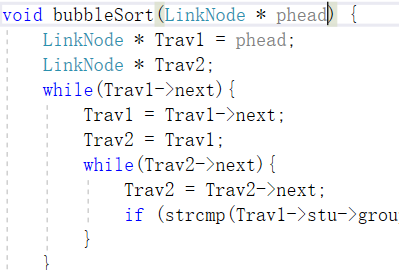 void bubbleSort(LinkNode * phead) {
LinkNode * Trav1 = phead;
LinkNode * Trav2;
while(Trav1->next){
Trav1 = Trav1->next;
Trav2 = Trav1;
while(Trav2->next){
Trav2 = Trav2->next;
if (strcmp(Trav1->stu->grou
}
}